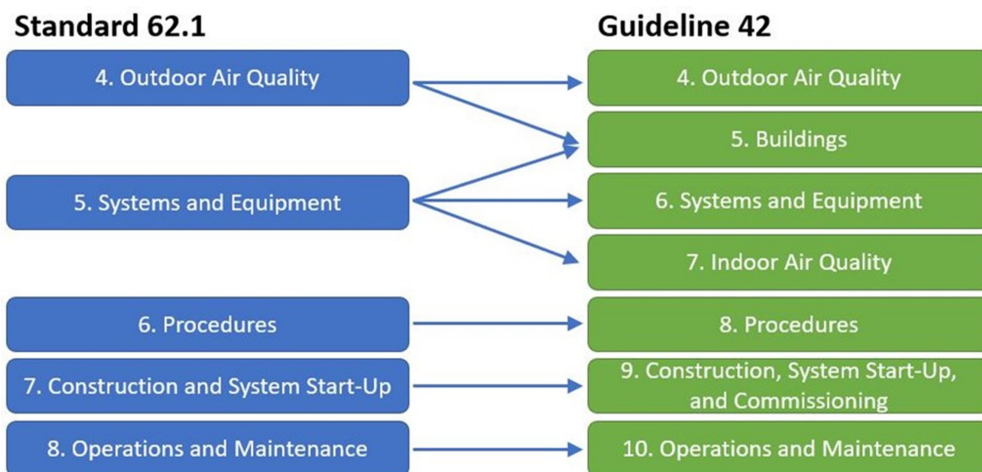 Standard 62.1
Guideline 42
4. Outdoor Air Quality
4. Outdoor Air Quality
5. Buildings
5. Systems and Equipment
6. Systems and Equipment
7. Indoor Air Quality
6. Procedures
8. Procedures
7. Construction and System Start-Up
9. Construction, System Start-Up,
and Commissioning
8. Operations and Maintenance
10. Operations and Maintenance